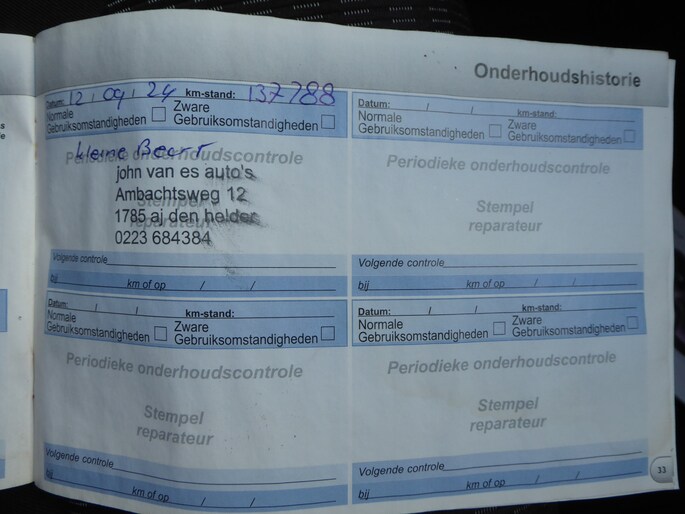 Onderhoudshistorie
Datum: 12 / 09 / 24 km-stand: 137788
Normale Gebruiksomstandigheden
Zware Gebruiksomstandigheden
kleine Beurt
Periodieke onderhoudscontrole
john van es auto's
Ambachtsweg 12
Stempel
1785 aj den helder
reparateur
0223 684384
Volgende controle
bij km of op / /
Datum: / / km-stand:
Normale Gebruiksomstandigheden
Zware Gebruiksomstandigheden
Periodieke onderhoudscontrole
Stempel
reparateur
Volgende controle
bij km of op / /
Datum: / / km-stand:
Normale Gebruiksomstandigheden
Zware Gebruiksomstandigheden
Periodieke onderhoudscontrole
Stempel
reparateur
Volgende controle
bij km of op / /
Datum: / / km-stand:
Normale Gebruiksomstandigheden
Zware Gebruiksomstandigheden
Periodieke onderhoudscontrole
Stempel
reparateur
Volgende controle
bij km of op / /
33